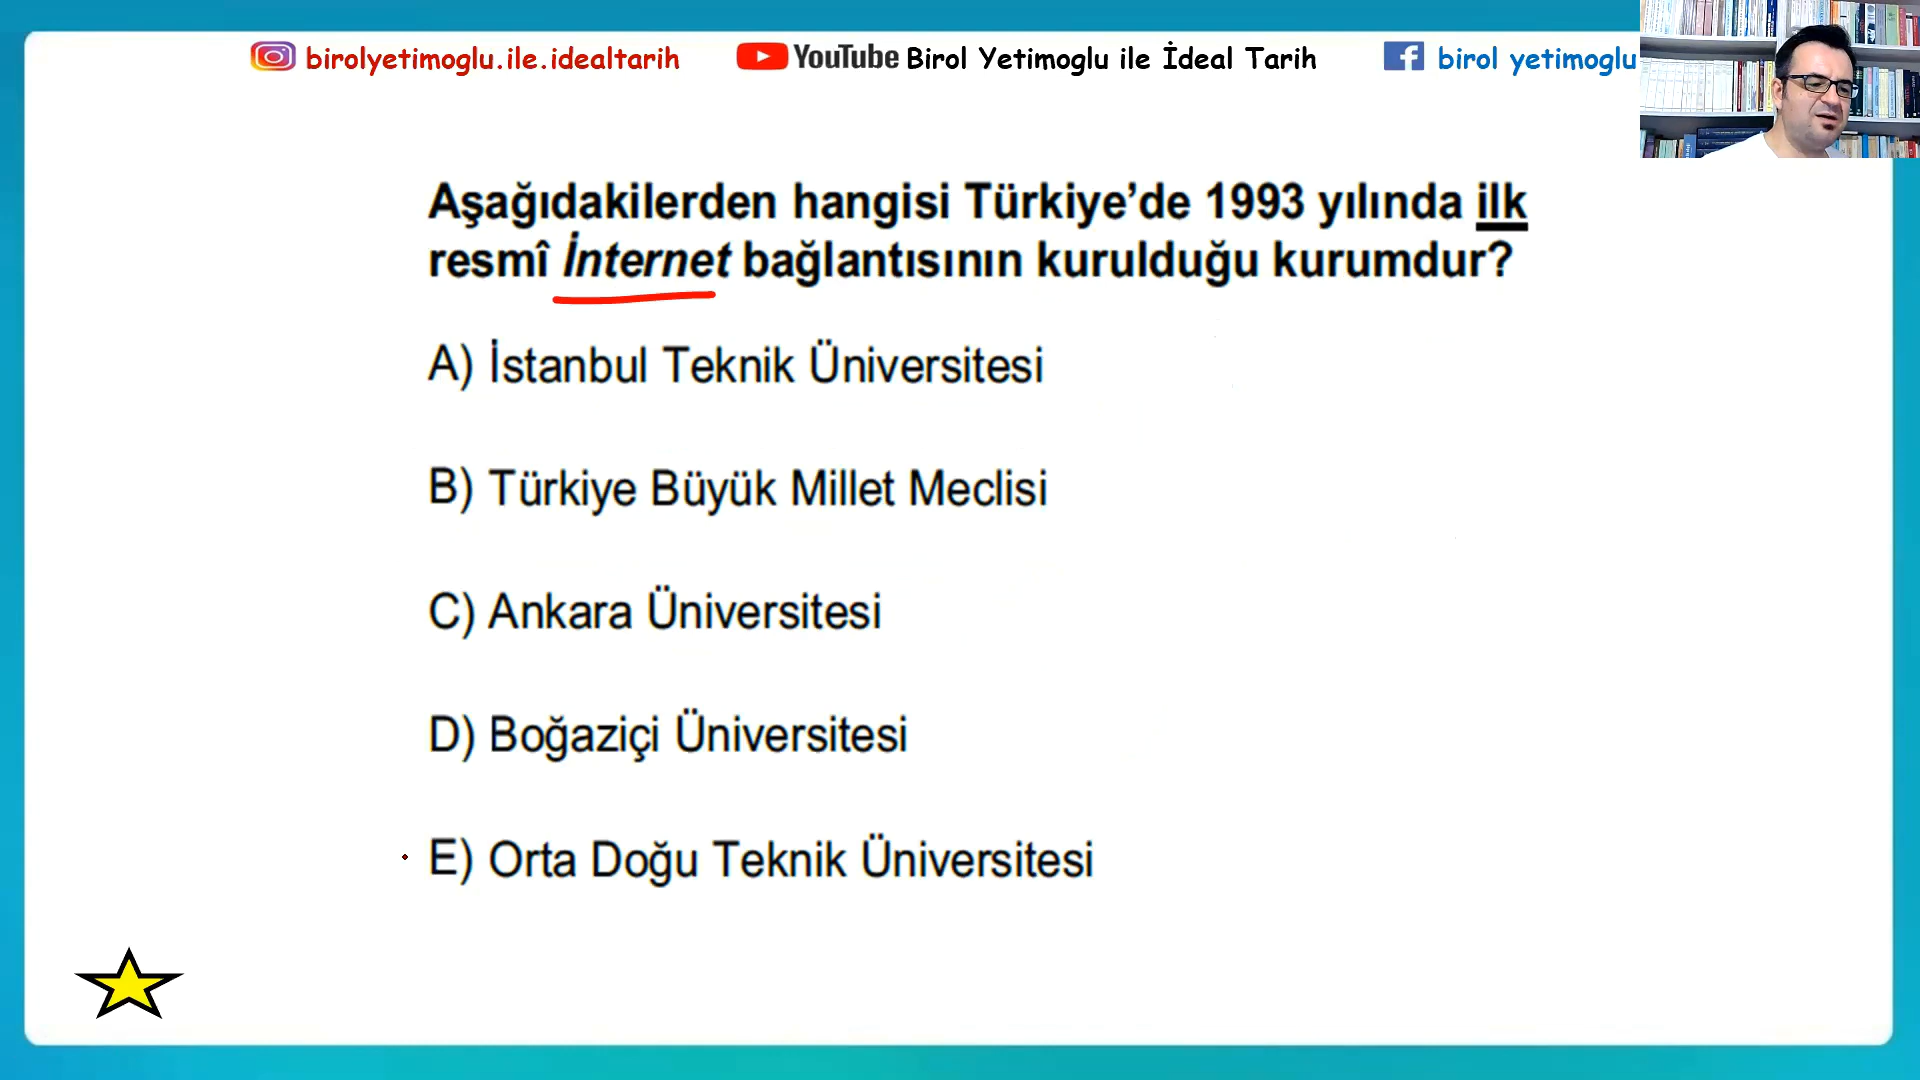 birolyetimoglu.ile.idealtarih YouTube Birol Yetimoglu ile İdeal Tarih birol yetimoglu
Aşağıdakilerden hangisi Türkiye’de 1993 yılında ilk
resmî İnternet bağlantısının kurulduğu kurumdur?
A) İstanbul Teknik Üniversitesi
B) Türkiye Büyük Millet Meclisi
C) Ankara Üniversitesi
D) Boğaziçi Üniversitesi
E) Orta Doğu Teknik Üniversitesi